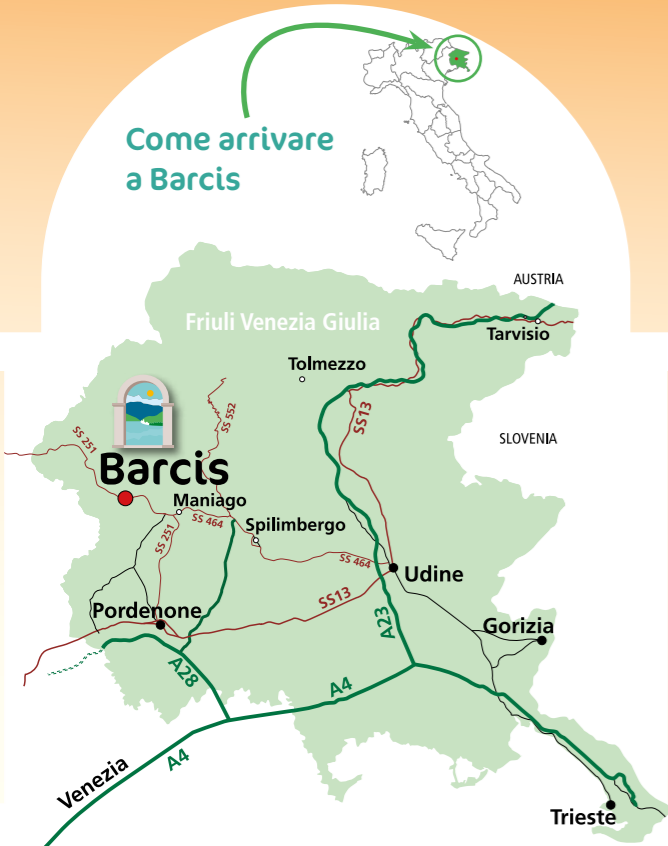 Come arrivare
a Barcis
AUSTRIA
Friuli Venezia Giulia
Tarvisio
Tolmezzo
SS 552
SS13
SLOVENIA
SS 251
Barcis
Maniago
SS 464
Spilimbergo
SS 251
SS 464
Udine
SS13
Pordenone
A23
Gorizia
A28
A4
Venezia
A4
Trieste